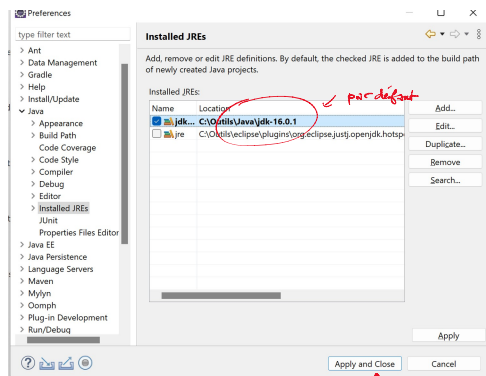 Preferences
type filter text
Installed JREs
> Ant
> Data Management
> Gradle
> Help
> Install/Update
Java
> Appearance
> Build Path
Code Coverage
> Code Style
> Compiler
> Debug
> Editor
> Installed JREs
JUnit
Properties Files Editor
> Java EE
> Java Persistence
> Language Servers
> Maven
> Mylyn
> Oomph
> Plug-in Development
> Run/Debug
Add, remove or edit JRE definitions. By default, the checked JRE is added to the build path
of newly created Java projects.
Installed JREs:
par défaut
Name Location
jdk... C:\Outils\Java\jdk-16.0.1
jre C:\Outils\eclipse\plugins\org.eclipse.justj.openjdk.hotsp
Add...
Edit...
Duplicate...
Remove
Search...
Apply
Apply and Close Cancel